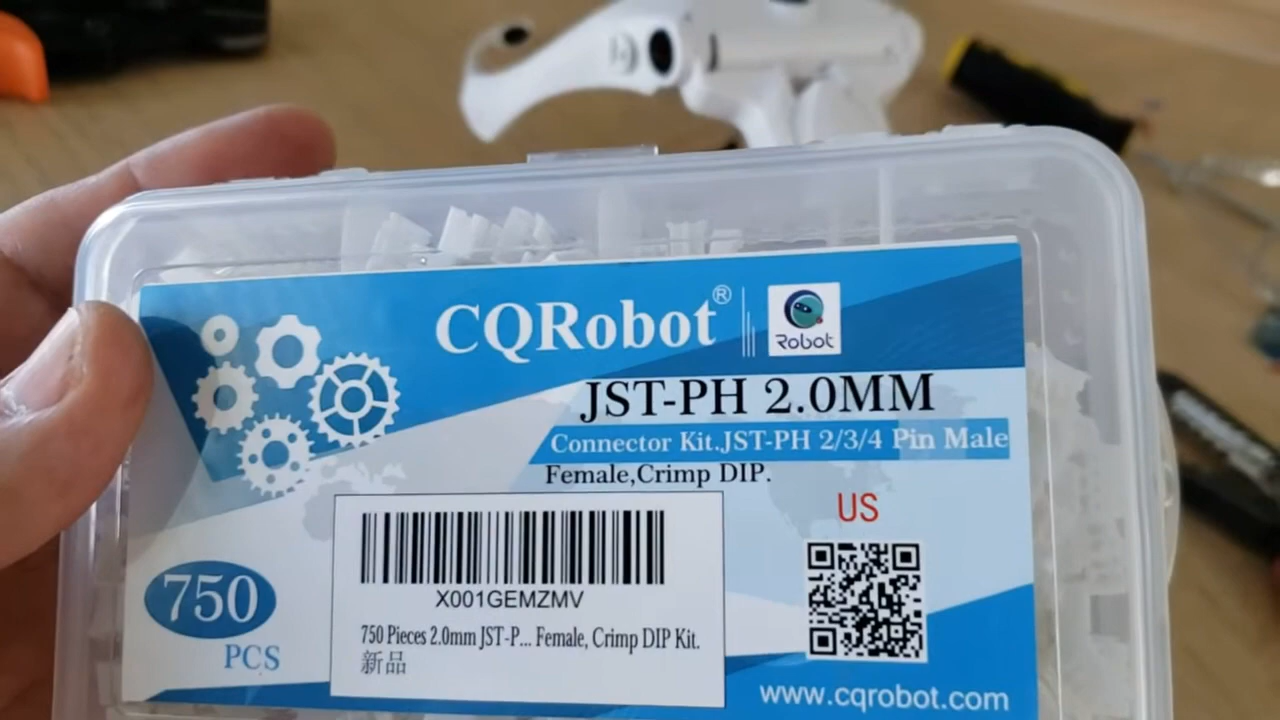 CQRobot®
Robot
JST-PH 2.0MM
Connector Kit.JST-PH 2/3/4 Pin Male
Female,Crimp DIP.
US
X001GEMZMV
750 Pieces 2.0mm JST-P... Female, Crimp DIP Kit.
新品
750
PCS
www.cqrobot.com